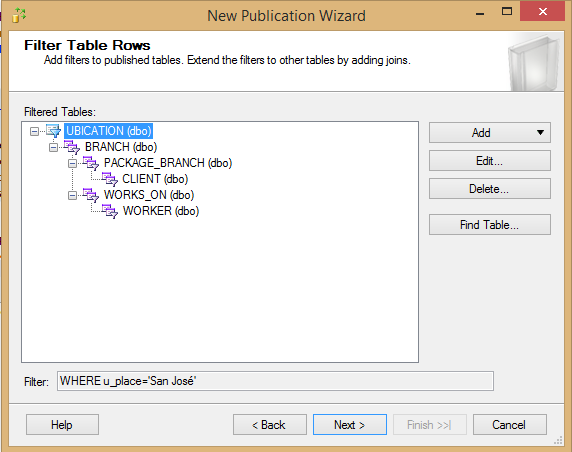 New Publication Wizard
Filter Table Rows
Add filters to published tables. Extend the filters to other tables by adding joins.
Filtered Tables:
UBICATION (dbo)
BRANCH (dbo)
PACKAGE_BRANCH (dbo)
CLIENT (dbo)
WORKS_ON (dbo)
WORKER (dbo)
Add
Edit...
Delete...
Find Table...
Filter: WHERE u_place='San José'
Help < Back Next > Finish >>| Cancel